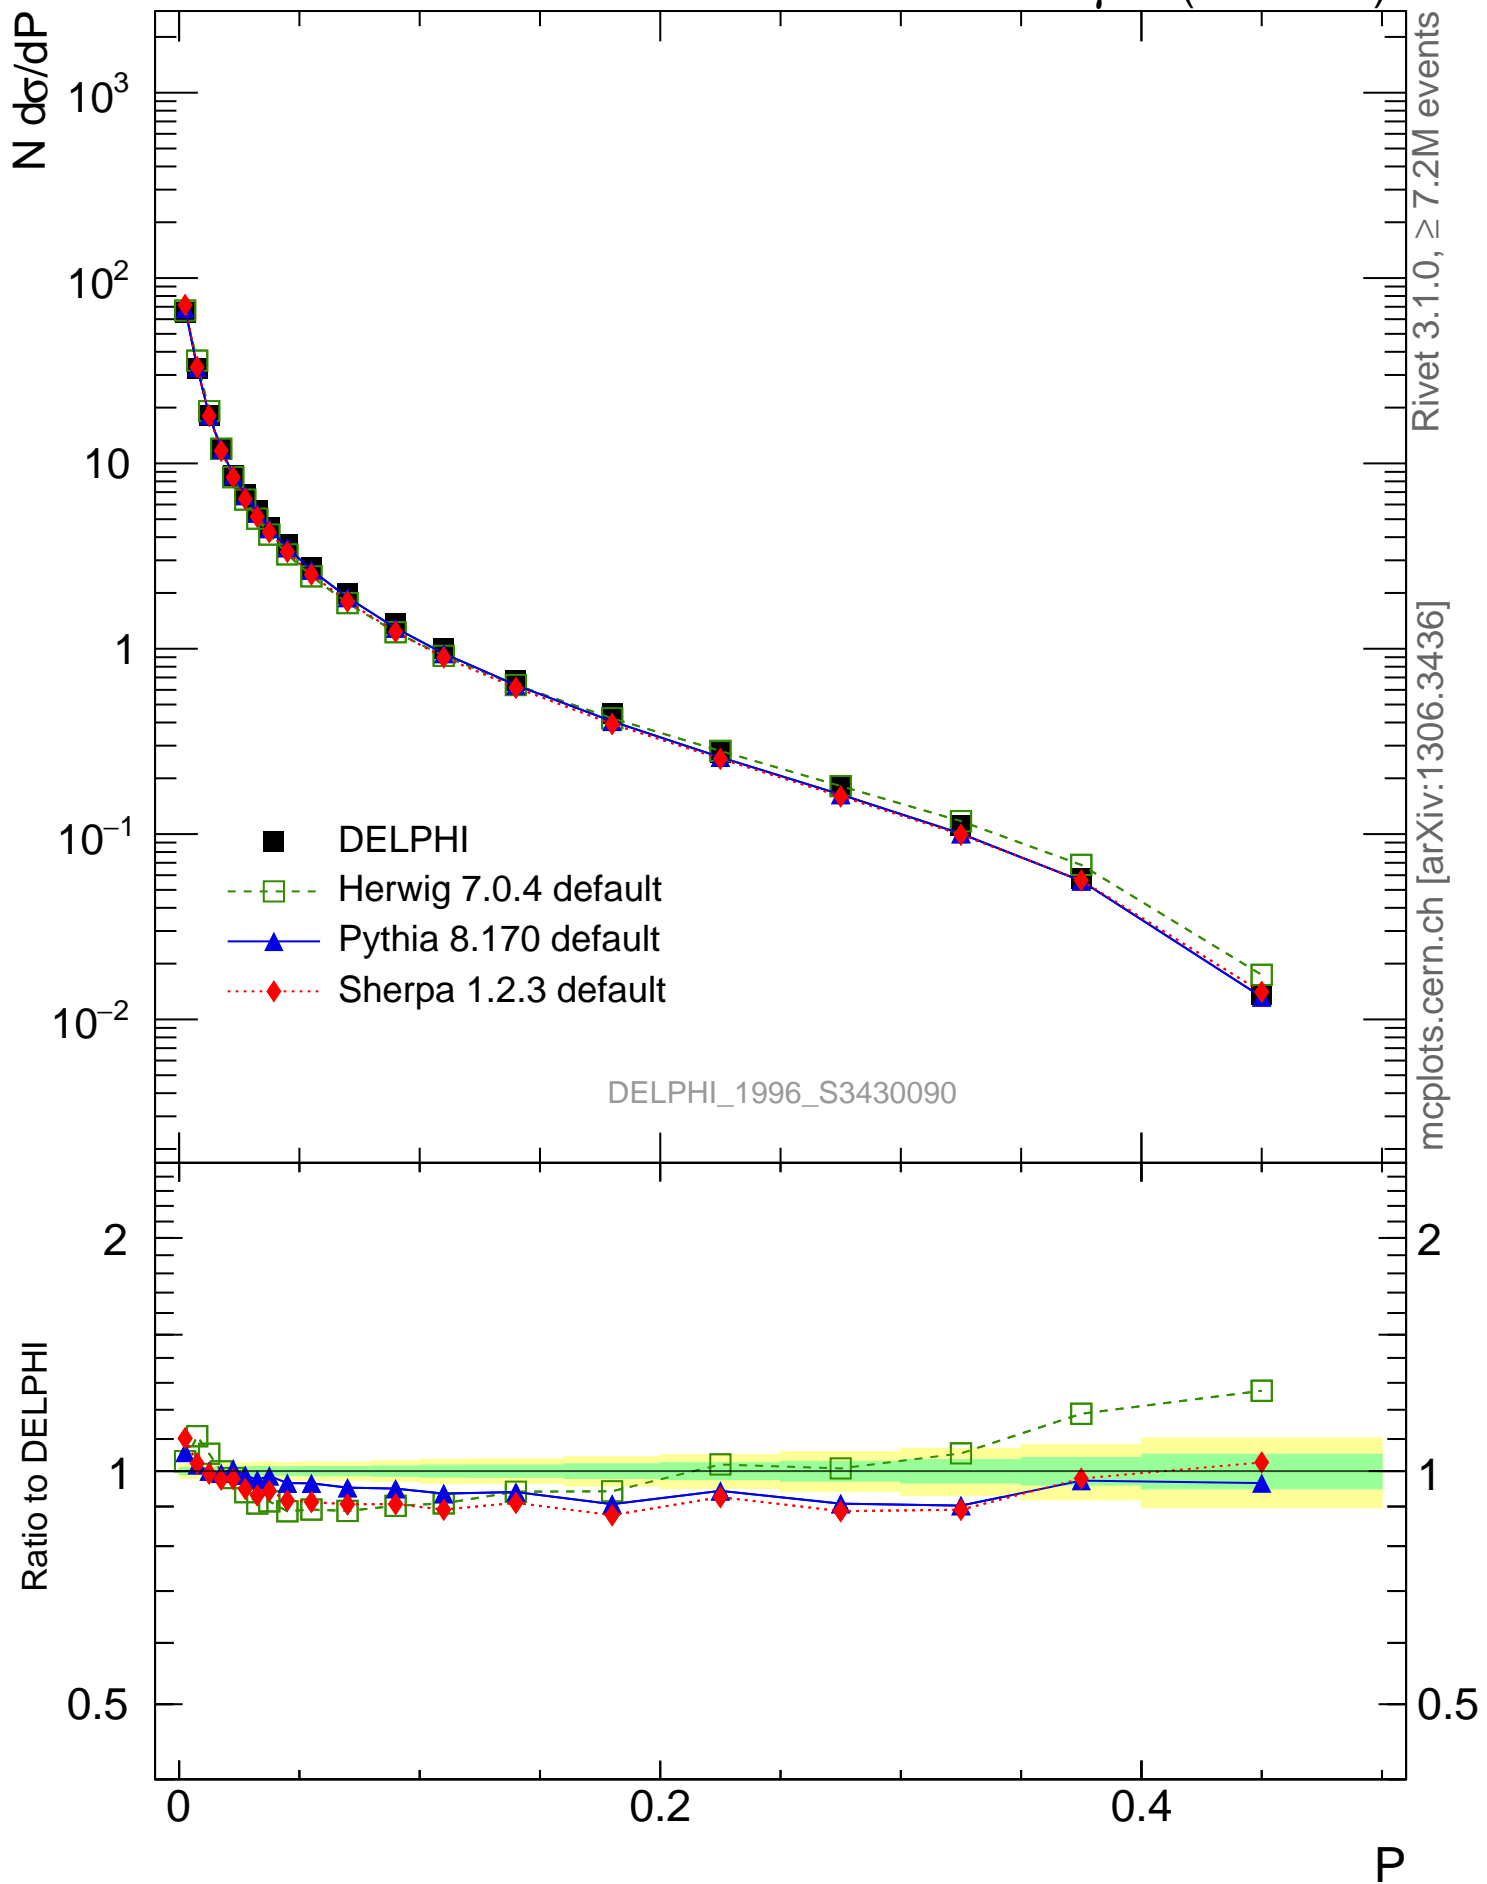 N dσ/dP
10³
10²
10
1
10⁻¹
10⁻²
DELPHI
Herwig 7.0.4 default
Pythia 8.170 default
Sherpa 1.2.3 default
DELPHI_1996_S3430090
Rivet 3.1.0, ≥ 7.2M events
mcplots.cern.ch [arXiv:1306.3436]
Ratio to DELPHI
2
1
0.5
2
1
0.5
0
0.2
0.4
P